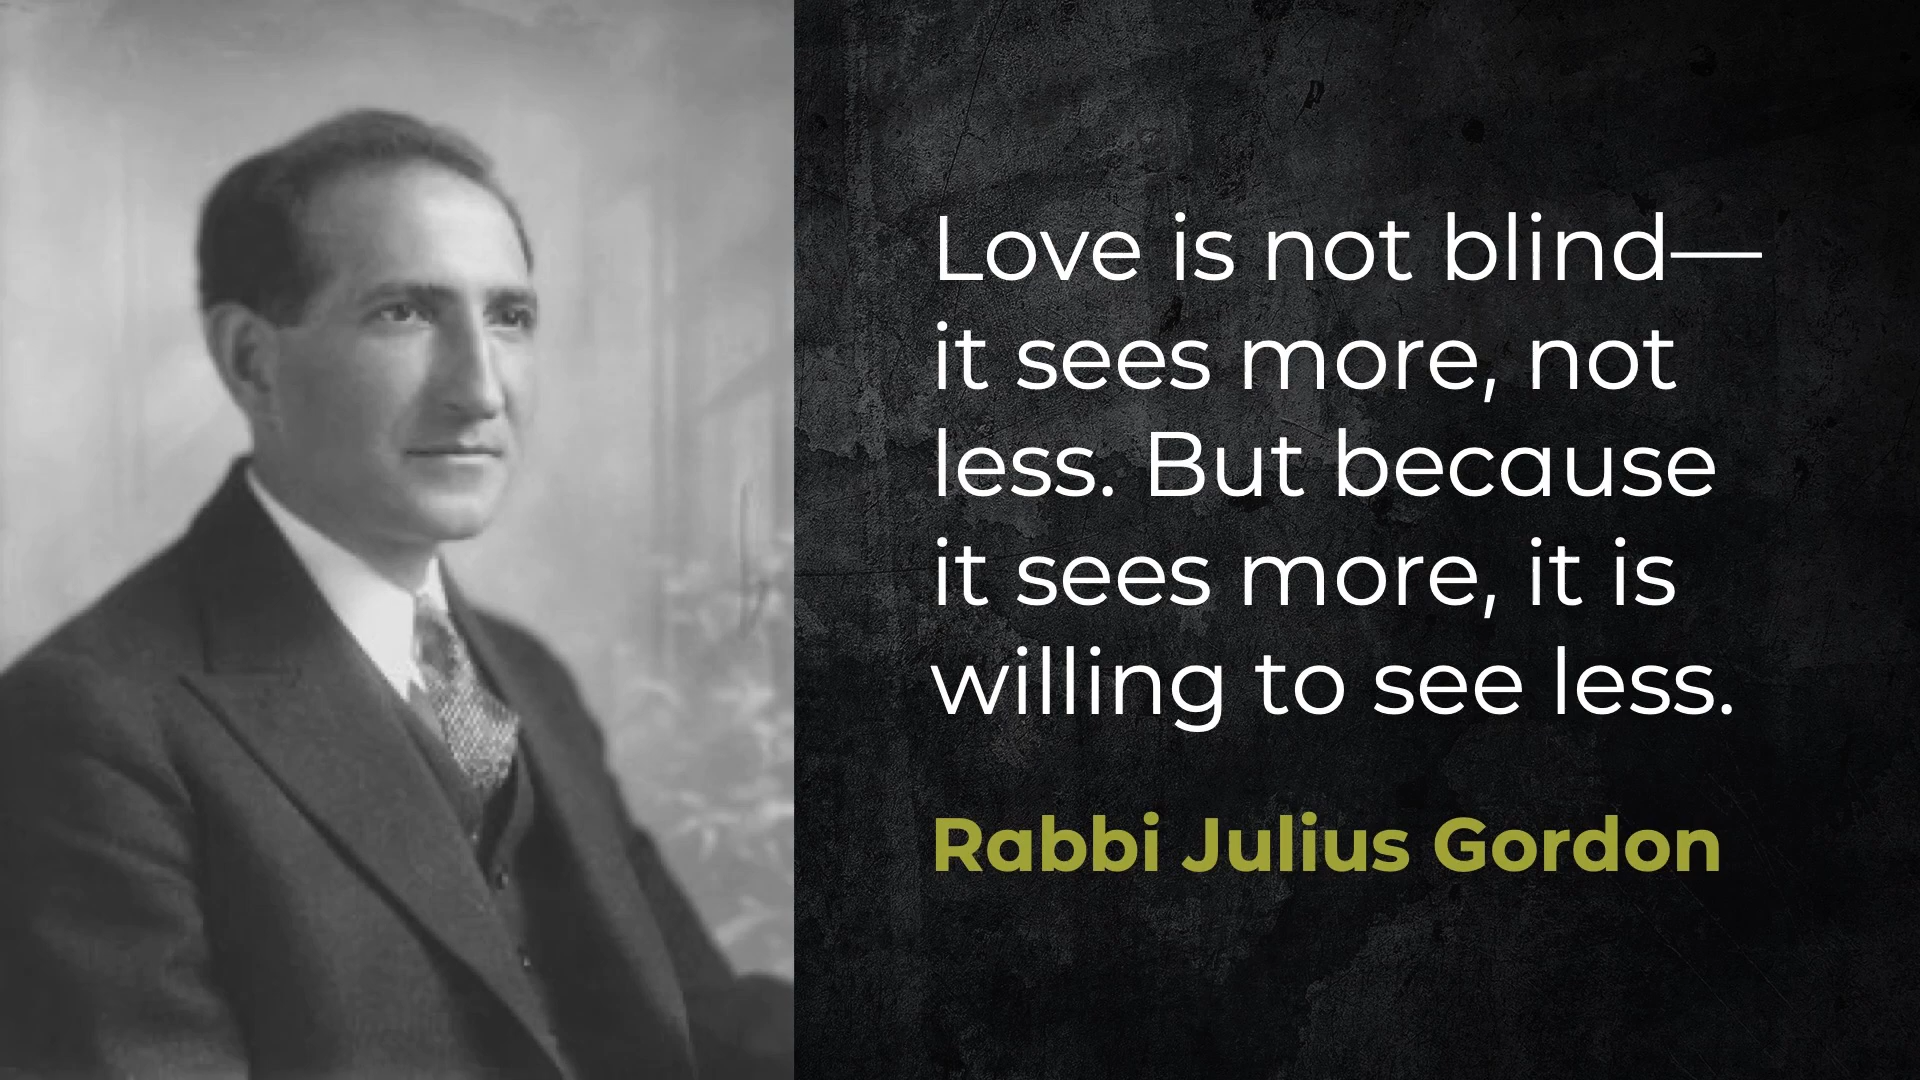 Love is not blind—
it sees more, not
less. But because
it sees more, it is
willing to see less.
Rabbi Julius Gordon